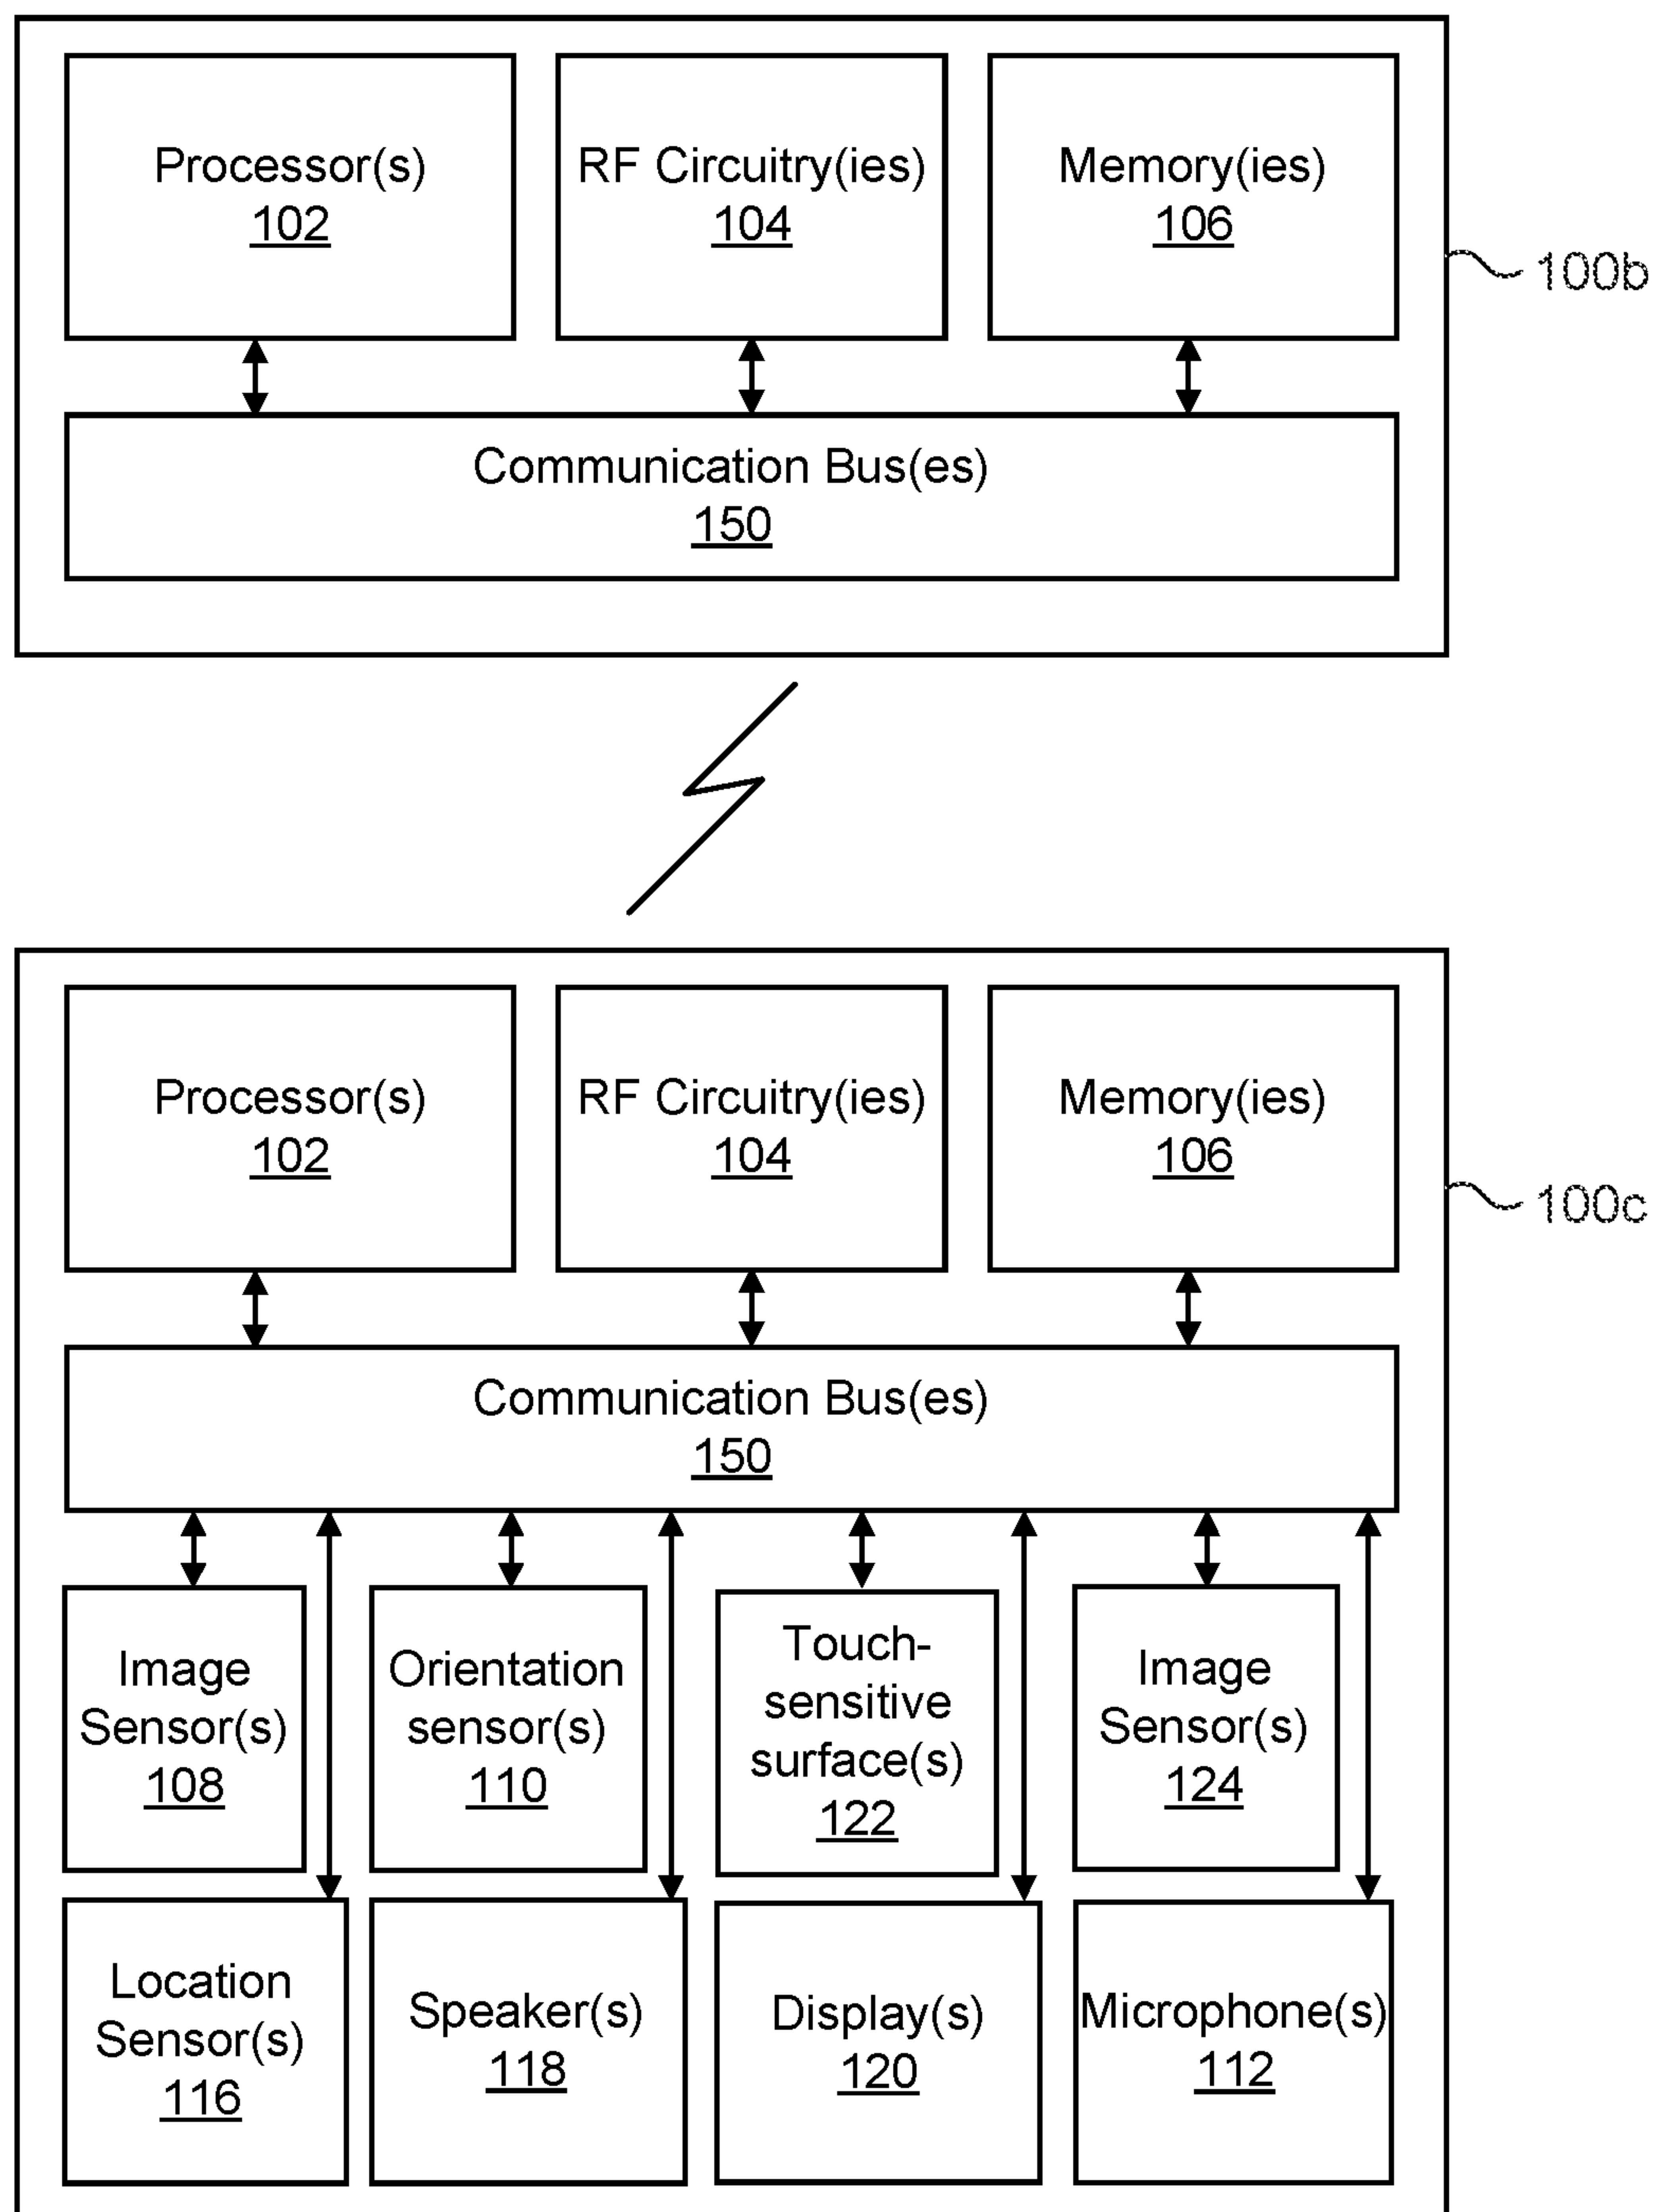 Processor(s)
102
RF Circuitry(ies)
104
Memory(ies)
106
100b
Communication Bus(es)
150
Processor(s)
102
RF Circuitry(ies)
104
Memory(ies)
106
100c
Communication Bus(es)
150
Image
Sensor(s)
108
Orientation
sensor(s)
110
Touch-
sensitive
surface(s)
122
Image
Sensor(s)
124
Location
Sensor(s)
116
Speaker(s)
118
Display(s)
120
Microphone(s)
112